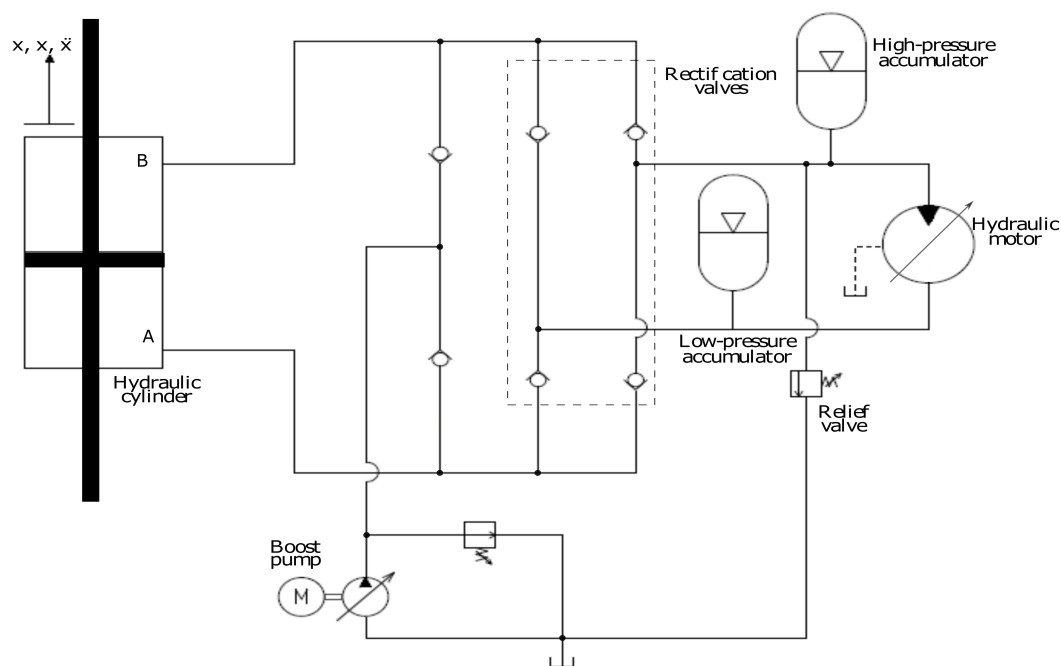 x, x, ẍ
High-pressure
accumulator
Rectif cation
valves
B
Hydraulic
motor
A
Low-pressure
accumulator
Hydraulic
cylinder
Relief
valve
Boost
pump
M